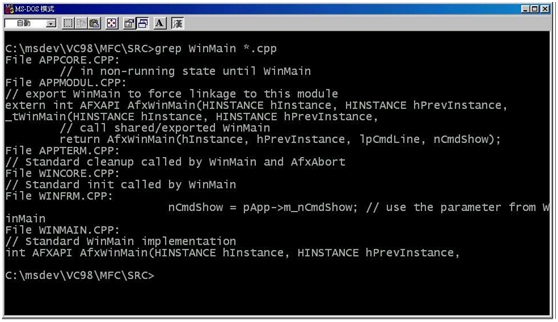 MS-DOS 模式
自動
A
漢
C:\msdev\VC98\MFC\SRC>grep WinMain *.cpp
File APPCORE.CPP:
// in non-running state until WinMain
File APPMODUL.CPP:
// export WinMain to force linkage to this module
extern int AFXAPI AfxWinMain(HINSTANCE hInstance, HINSTANCE hPrevInstance,
_tWinMain(HINSTANCE hInstance, HINSTANCE hPrevInstance,
// call shared/exported WinMain
return AfxWinMain(hInstance, hPrevInstance, lpCmdLine, nCmdShow);
File APPTERM.CPP:
// Standard cleanup called by WinMain and AfxAbort
File WINCORE.CPP:
// Standard init called by WinMain
File WINFRM.CPP:
nCmdShow = pApp->m_nCmdShow; // use the parameter from W
inMain
File WINMAIN.CPP:
// Standard WinMain implementation
int AFXAPI AfxWinMain(HINSTANCE hInstance, HINSTANCE hPrevInstance,
C:\msdev\VC98\MFC\SRC>